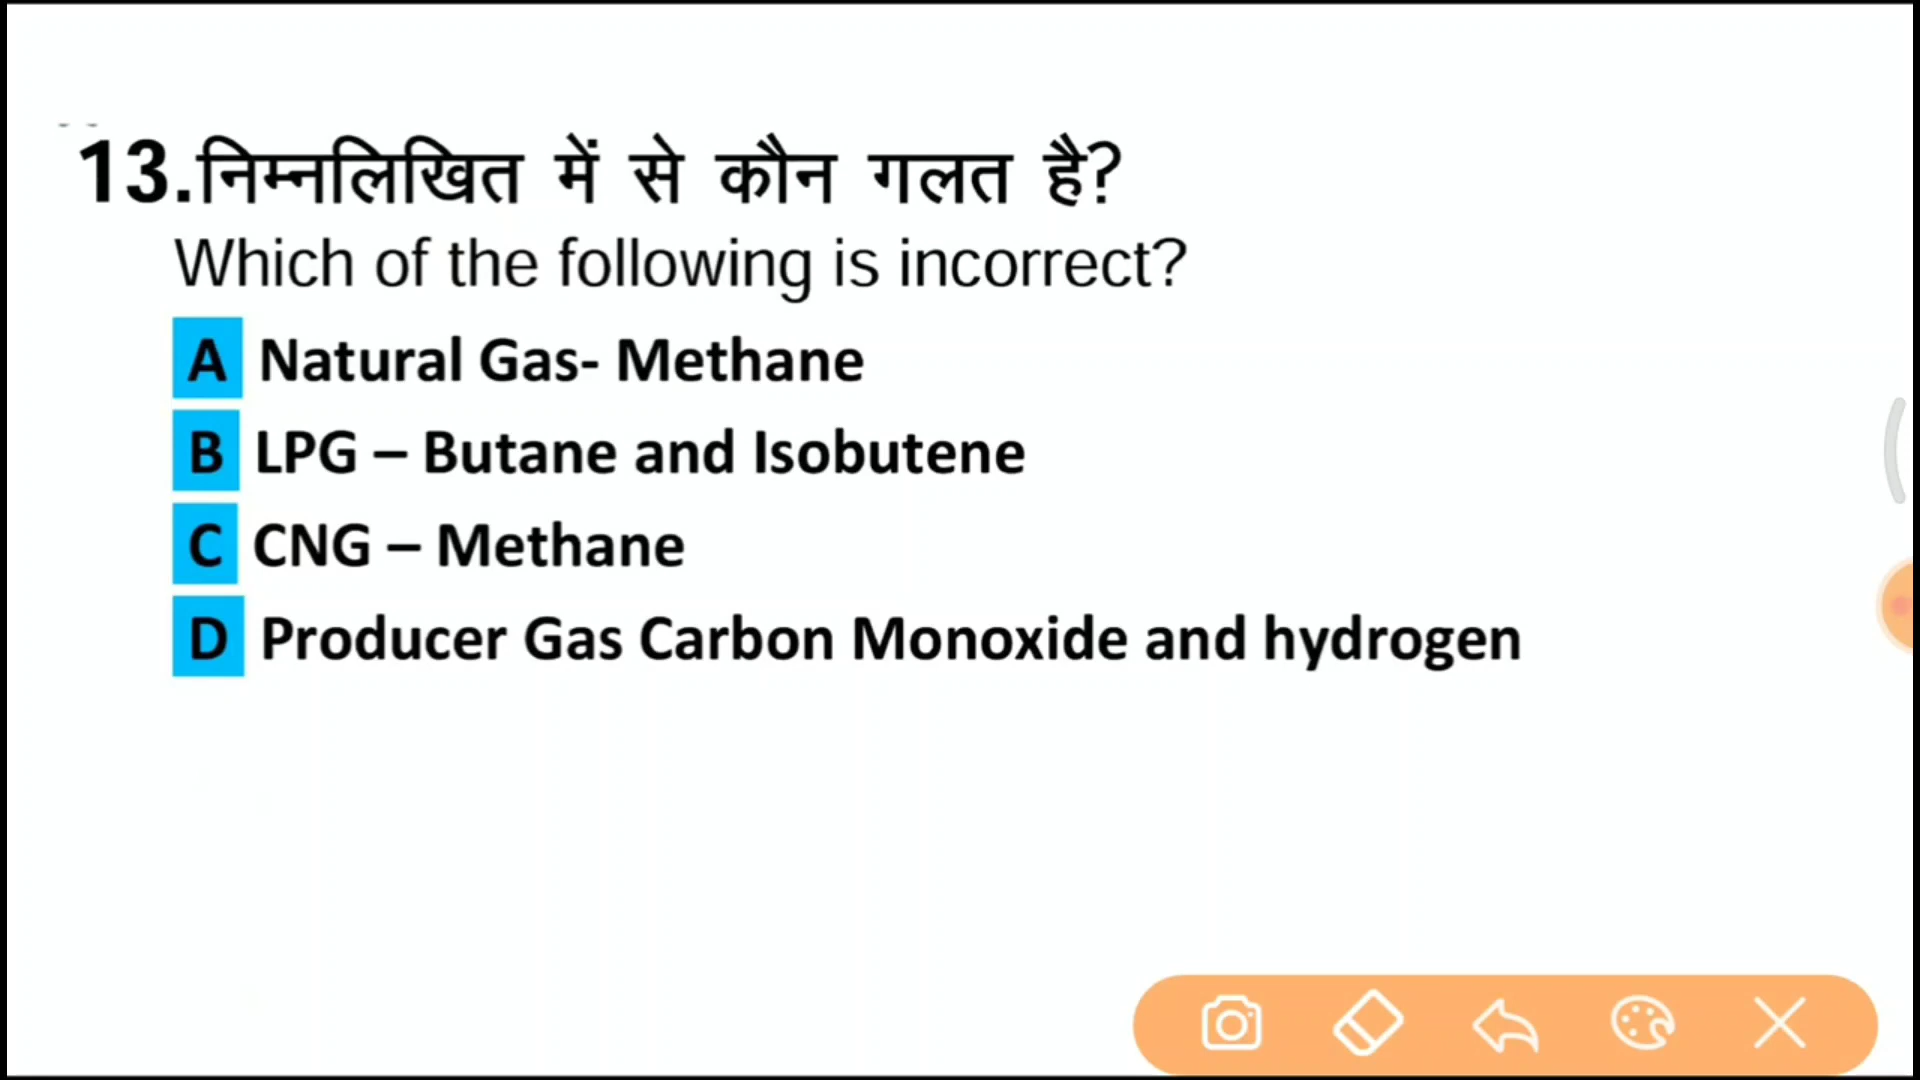 13.निम्नलिखित में से कौन गलत है?
Which of the following is incorrect?
A Natural Gas- Methane
B LPG – Butane and Isobutene
C CNG – Methane
D Producer Gas Carbon Monoxide and hydrogen